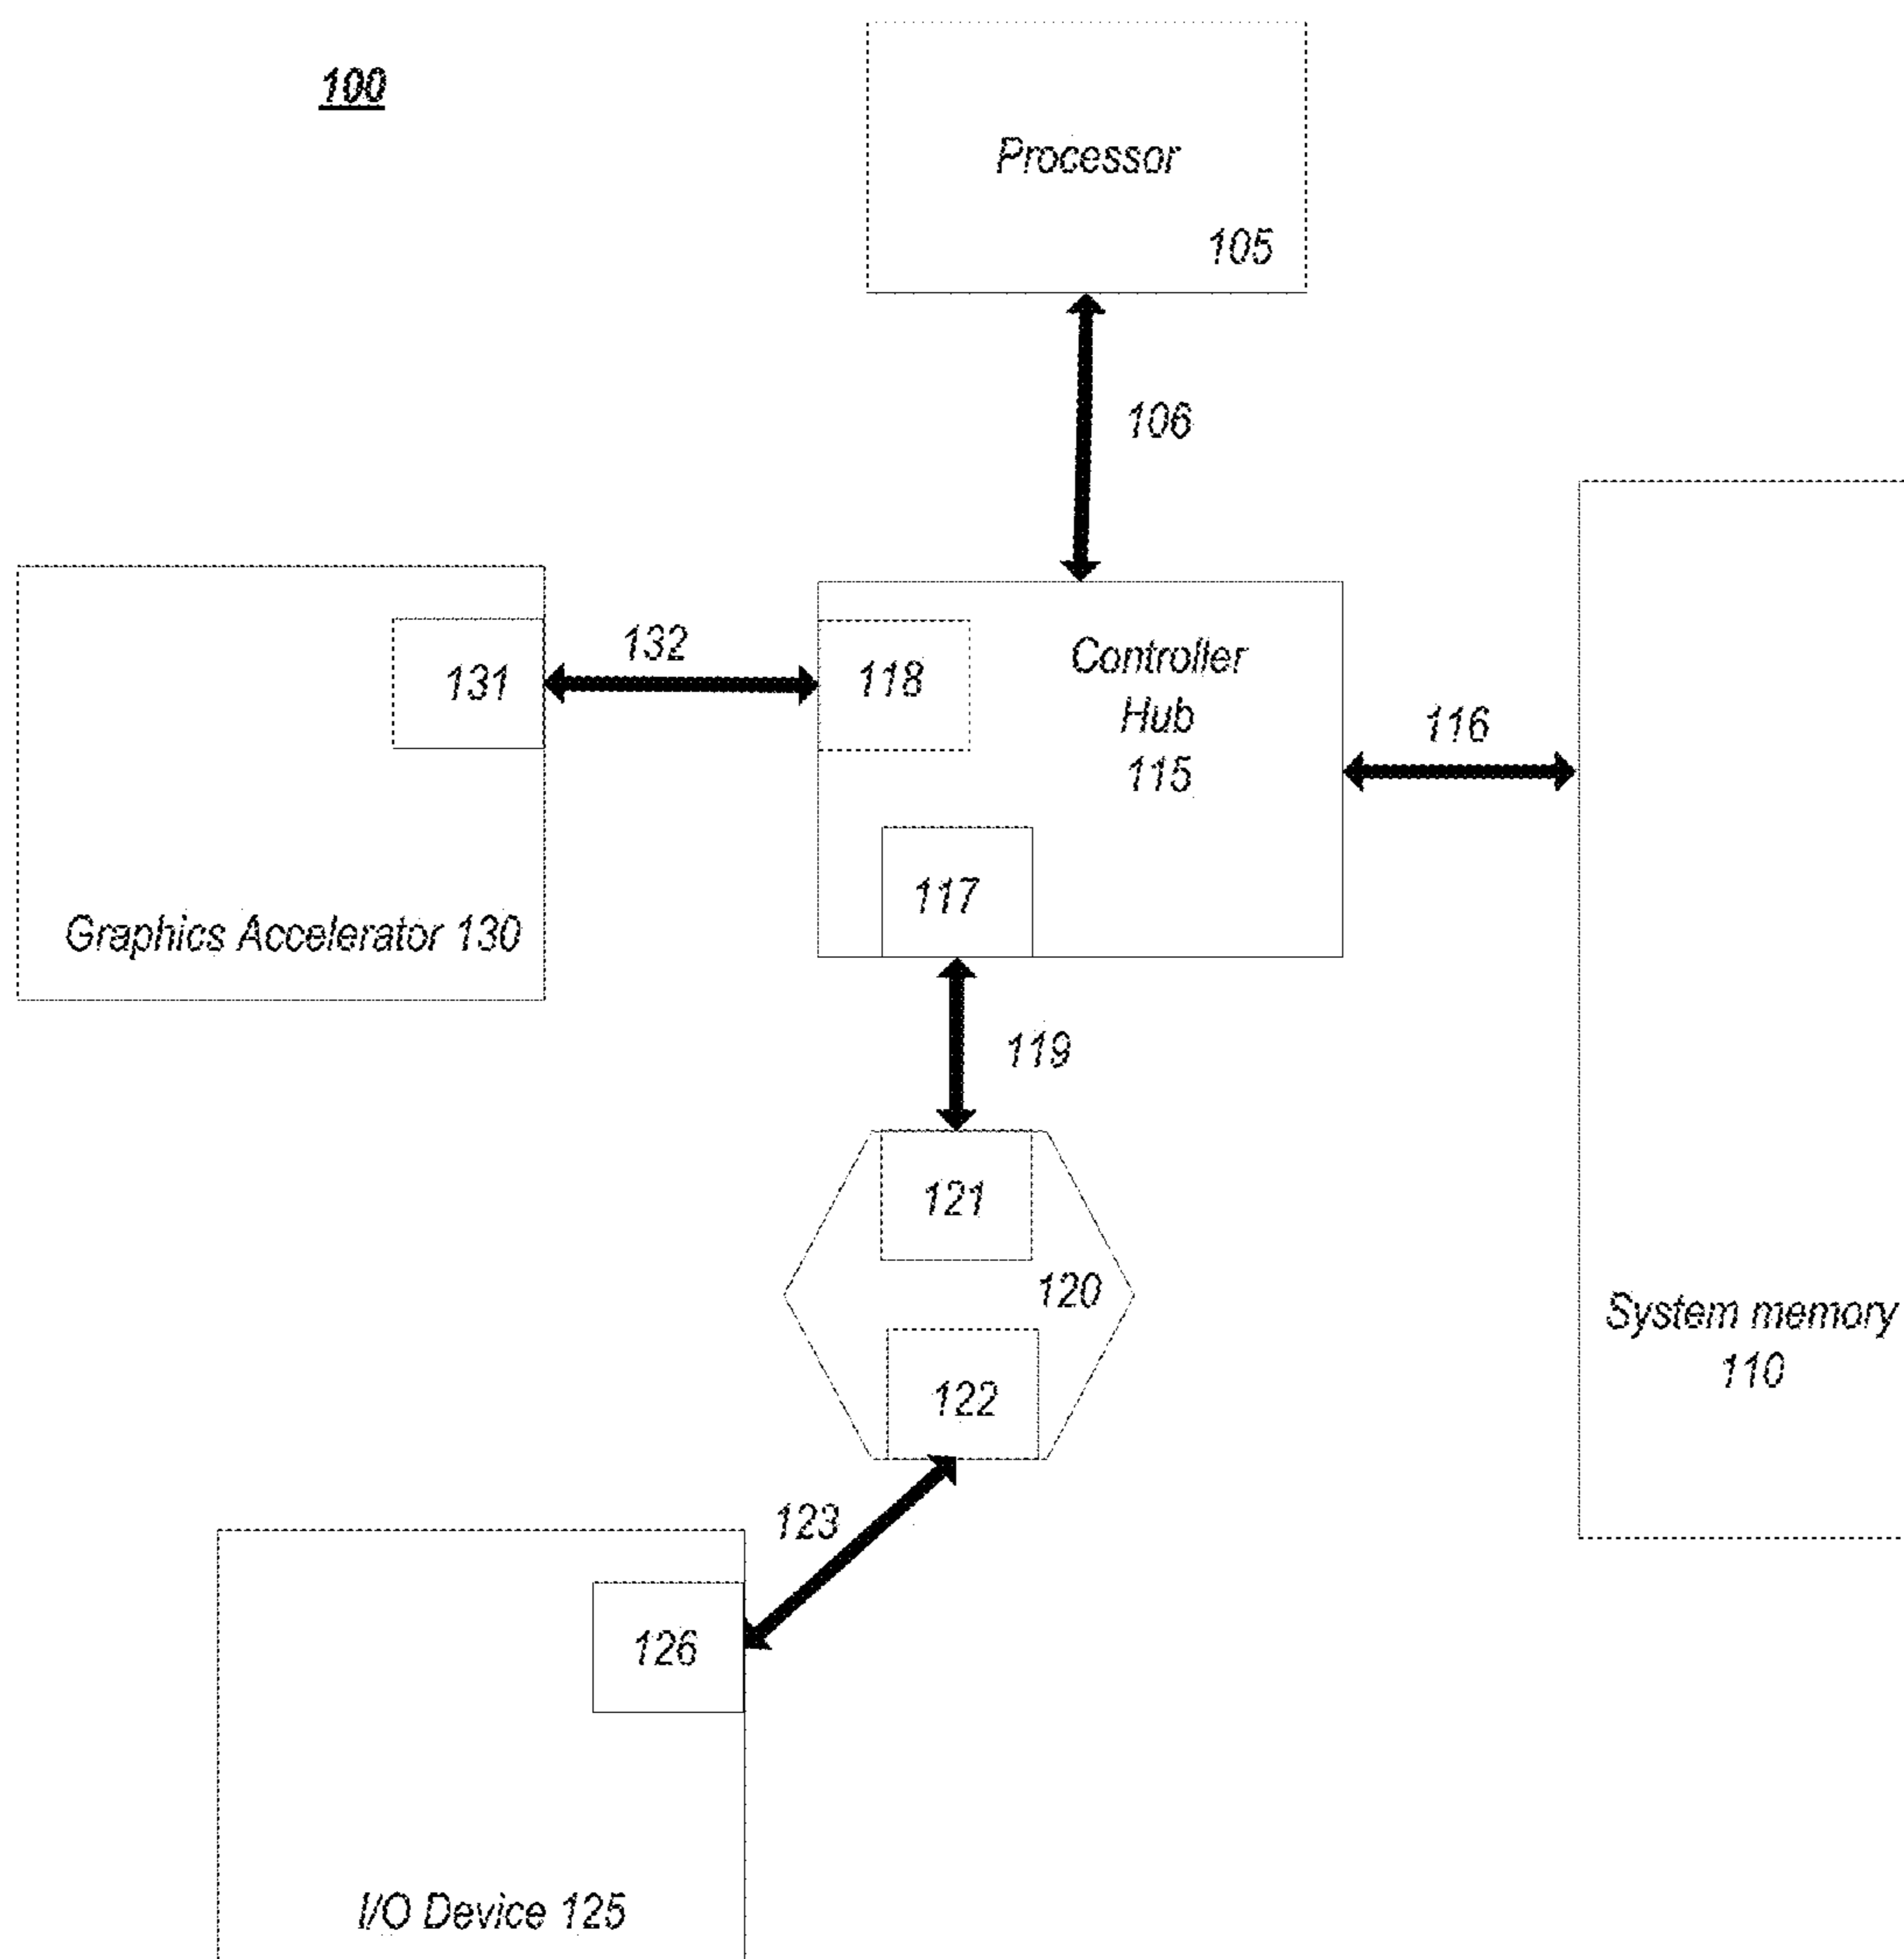 100
Processor
105
106
132
131
118
Controller
Hub
115
116
117
Graphics Accelerator 130
119
121
120
System memory
110
122
123
126
I/O Device 125